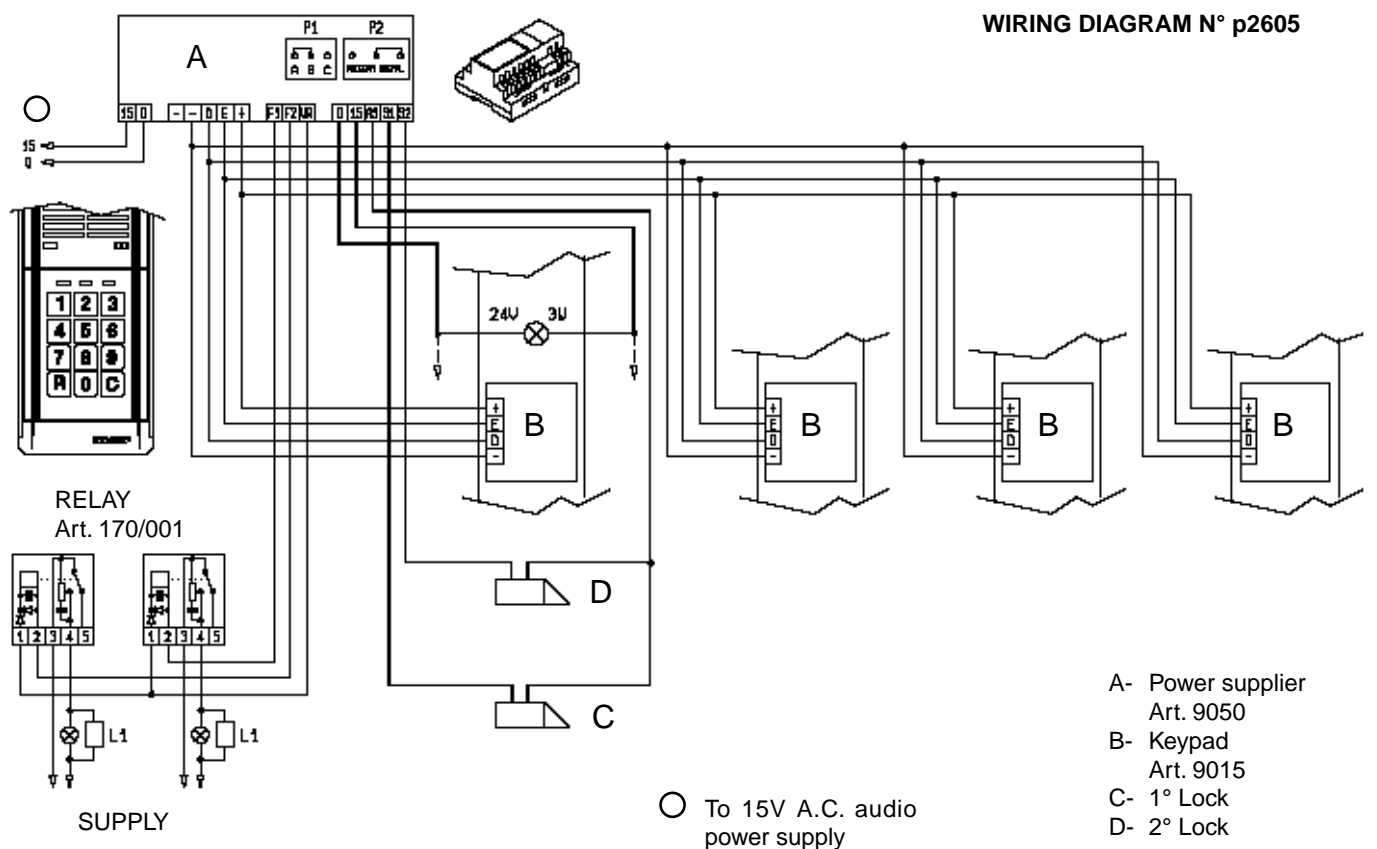 WIRING DIAGRAM N° p2605
P1 P2
A
A B C
15 0 - - D E + F1 F2 0 15 S1 S2
15
0
24V 3W
1 2 3
4 5 6
7 8 9
R 0 C
+ E D - B
+ E D - B
+ E D - B
+ E D - B
RELAY
Art. 170/001
1 2 3 4 5
1 2 3 4 5
D
C
L1 L1
SUPPLY
To 15V A.C. audio
power supply
A- Power supplier
Art. 9050
B- Keypad
Art. 9015
C- 1° Lock
D- 2° Lock